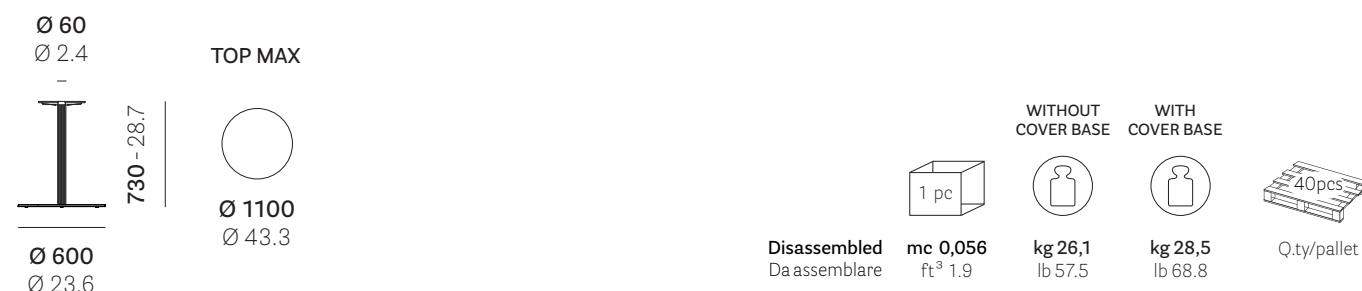 Ø 60
Ø 2.4
–
730 - 28.7
Ø 600
Ø 23.6
TOP MAX
Ø 1100
Ø 43.3
WITHOUT
COVER BASE
WITH
COVER BASE
1 pc
40pcs
Disassembled
Da assemblare
mc 0,056
ft³ 1.9
kg 26,1
lb 57.5
kg 28,5
lb 68.8
Q.ty/pallet